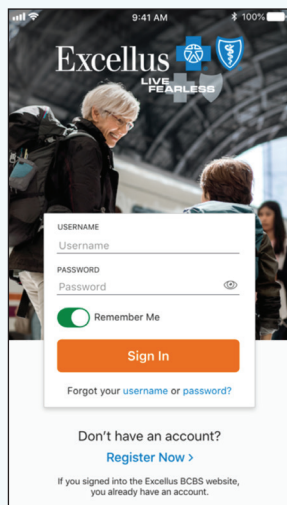 9:41 AM
100%
Excellus
LIVE
FEARLESS
USERNAME
Username
PASSWORD
Password
Remember Me
Sign In
Forgot your username or password?
Don't have an account?
Register Now >
If you signed into the Excellus BCBS website,
you already have an account.